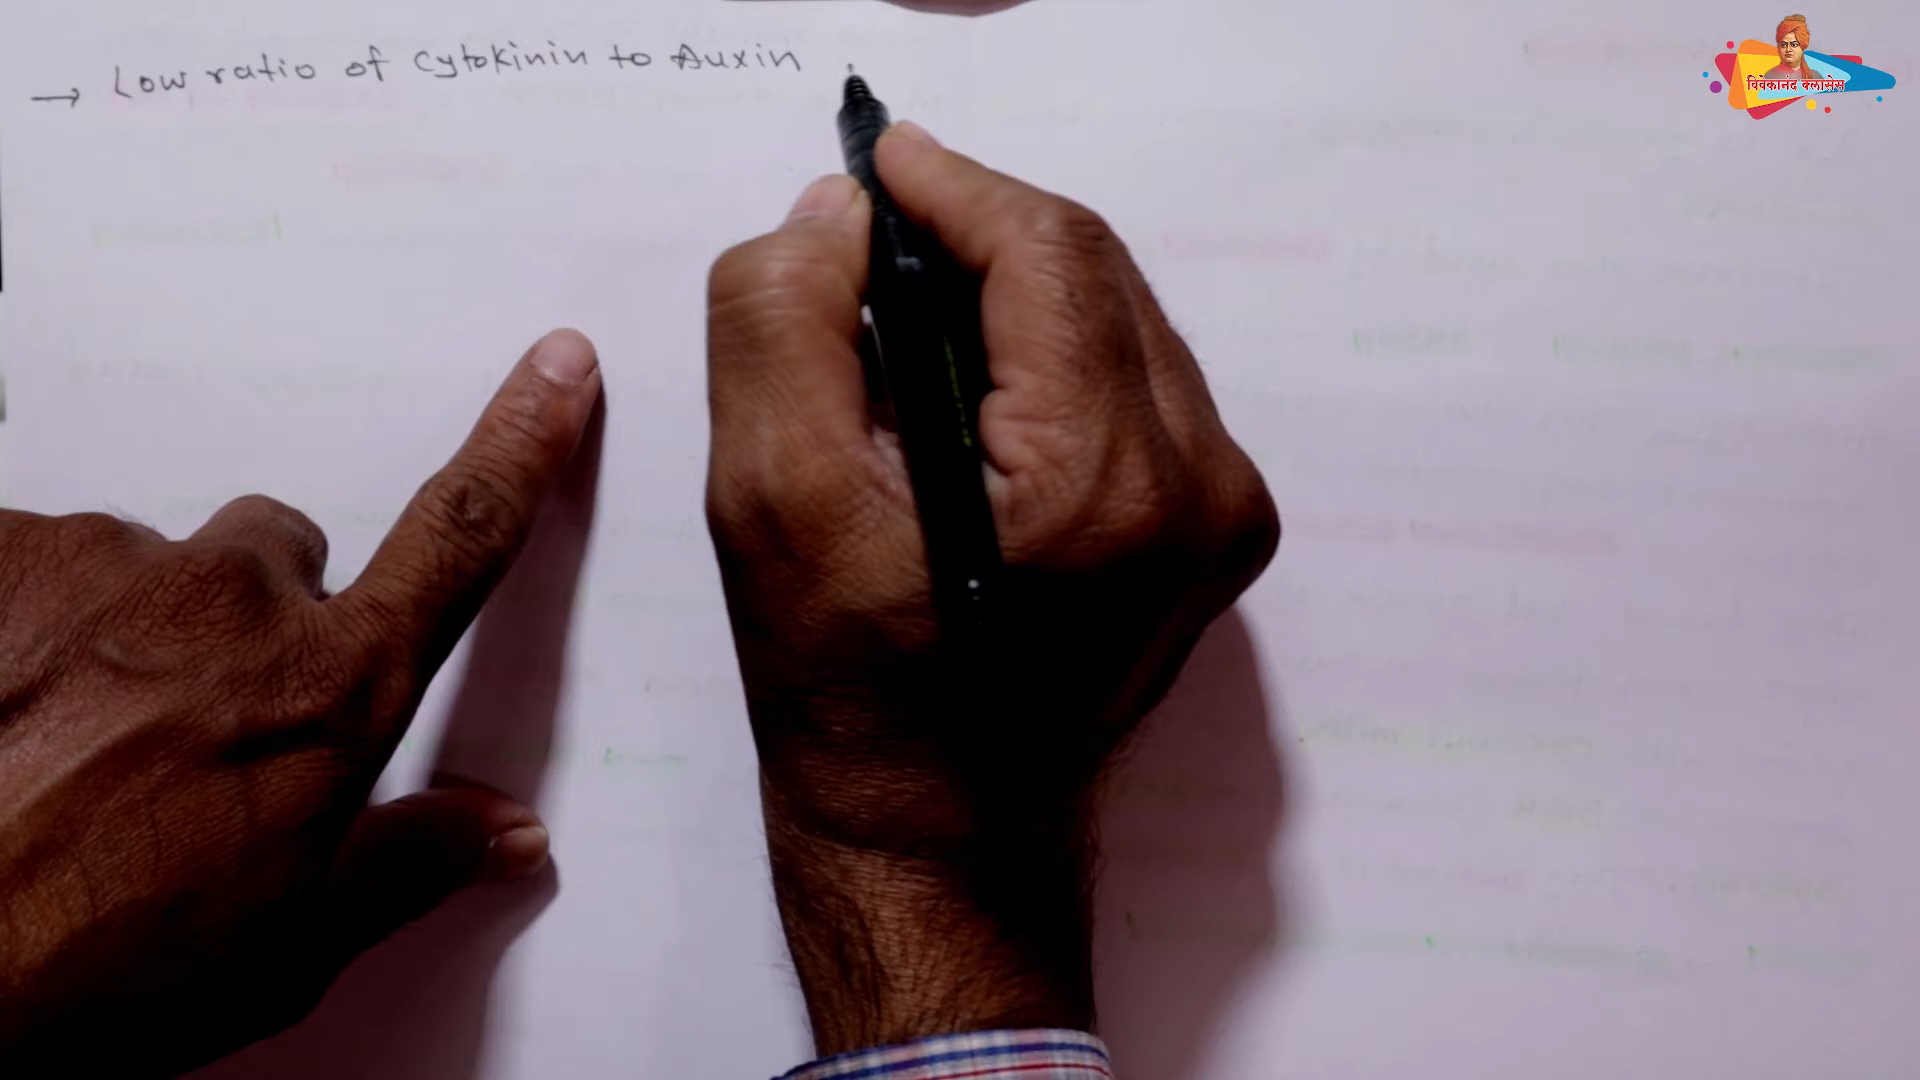 → Low ratio of cytokinin to Auxin
विवेकानंद क्लासेस